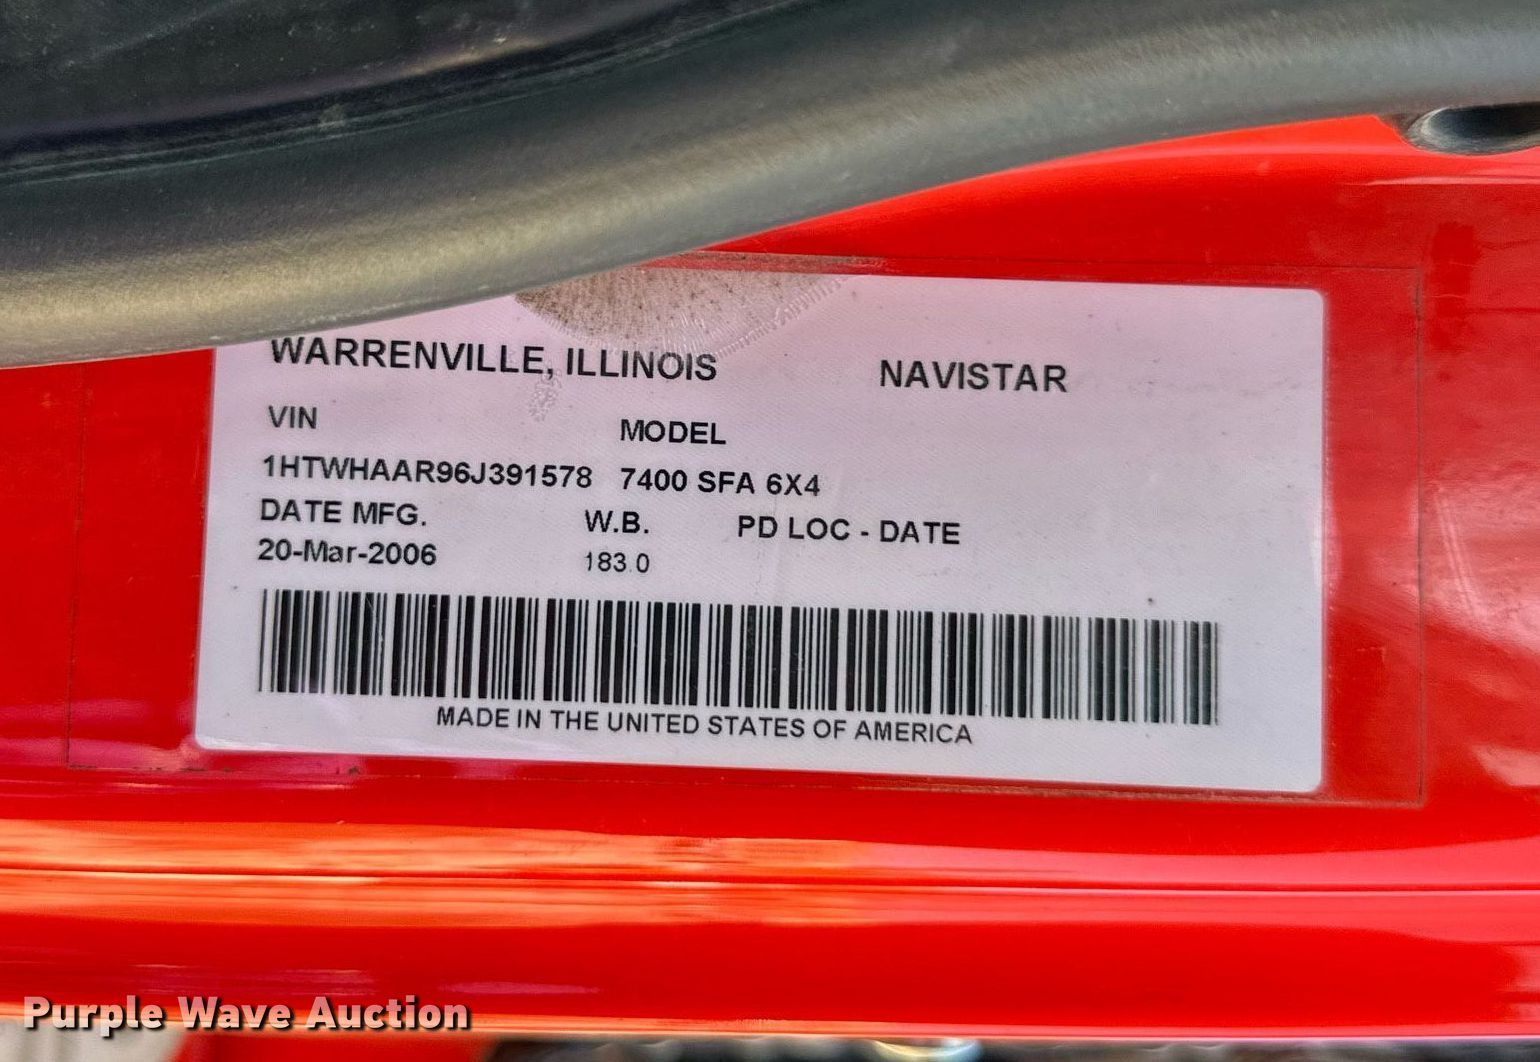 WARRENVILLE, ILLINOIS NAVISTAR
VIN MODEL
1HTWHAAR96J391578 7400 SFA 6X4
DATE MFG. W.B. PD LOC - DATE
20-Mar-2006 183.0
MADE IN THE UNITED STATES OF AMERICA
Purple Wave Auction